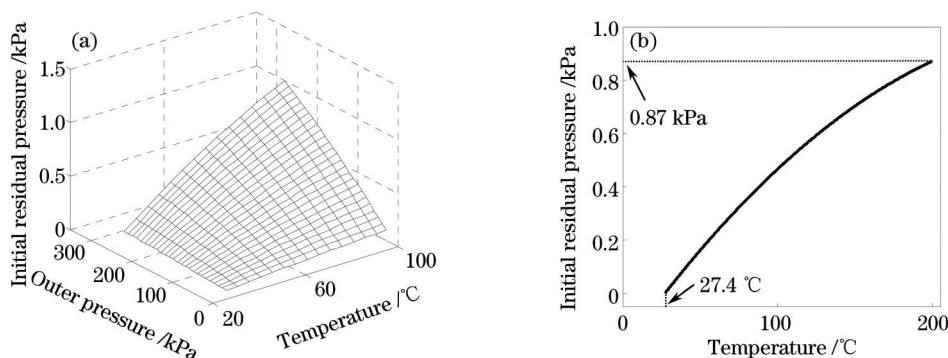 (a)
Initial residual pressure /kPa
1.5
1.0
0.5
0
300
200
100
0
Outer pressure /kPa
20
60
100
Temperature /℃
(b)
Initial residual pressure /kPa
1.0
0.8
0.6
0.4
0.2
0
0.87 kPa
27.4 ℃
0
100
200
Temperature /℃